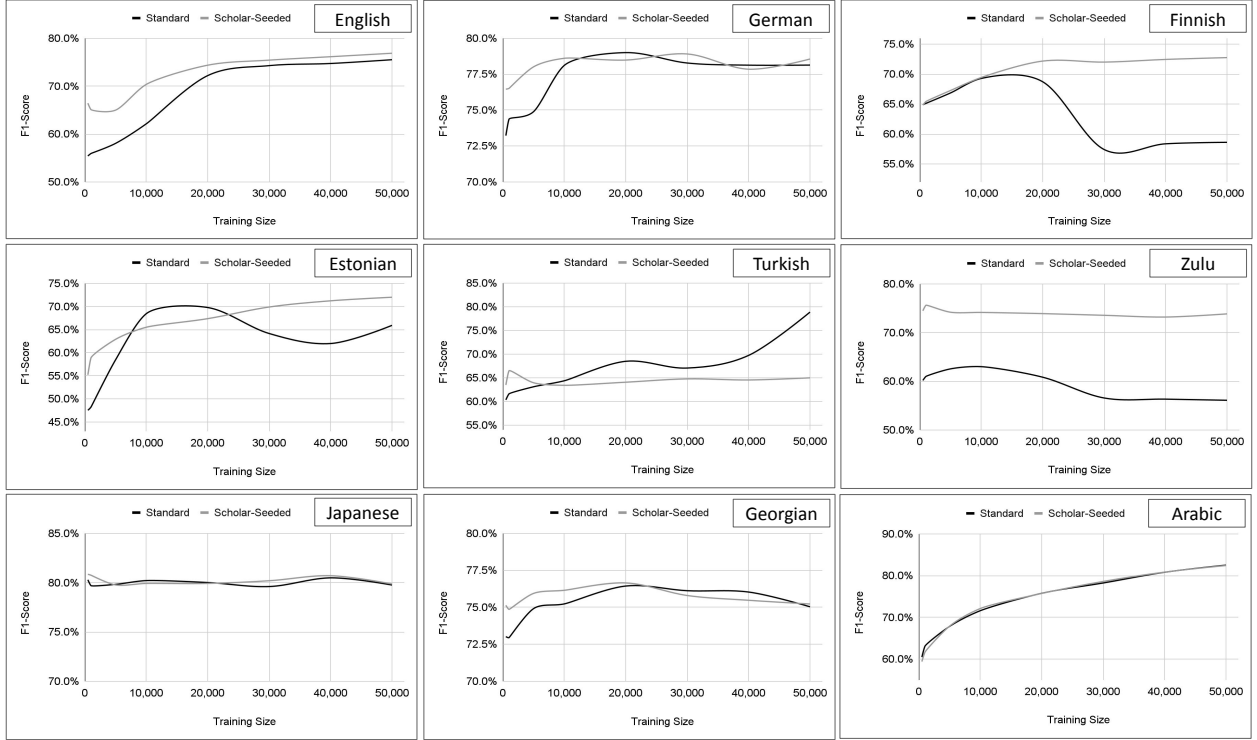 Standard Scholar-Seeded English
80.0%
70.0%
60.0%
50.0%
F1-Score
0 10,000 20,000 30,000 40,000 50,000
Training Size
Standard Scholar-Seeded German
80.0%
77.5%
75.0%
72.5%
70.0%
F1-Score
0 10,000 20,000 30,000 40,000 50,000
Training Size
Standard Scholar-Seeded Finnish
75.0%
70.0%
65.0%
60.0%
55.0%
F1-Score
0 10,000 20,000 30,000 40,000 50,000
Training Size
Standard Scholar-Seeded Estonian
75.0%
70.0%
65.0%
60.0%
55.0%
50.0%
45.0%
F1-Score
0 10,000 20,000 30,000 40,000 50,000
Training Size
Standard Scholar-Seeded Turkish
85.0%
80.0%
75.0%
70.0%
65.0%
60.0%
55.0%
F1-Score
0 10,000 20,000 30,000 40,000 50,000
Training Size
Standard Scholar-Seeded Zulu
80.0%
70.0%
60.0%
50.0%
F1-Score
0 10,000 20,000 30,000 40,000 50,000
Training Size
Standard Scholar-Seeded Japanese
85.0%
80.0%
75.0%
70.0%
F1-Score
0 10,000 20,000 30,000 40,000 50,000
Training Size
Standard Scholar-Seeded Georgian
80.0%
77.5%
75.0%
72.5%
70.0%
F1-Score
0 10,000 20,000 30,000 40,000 50,000
Training Size
Standard Scholar-Seeded Arabic
90.0%
80.0%
70.0%
60.0%
F1-Score
0 10,000 20,000 30,000 40,000 50,000
Training Size